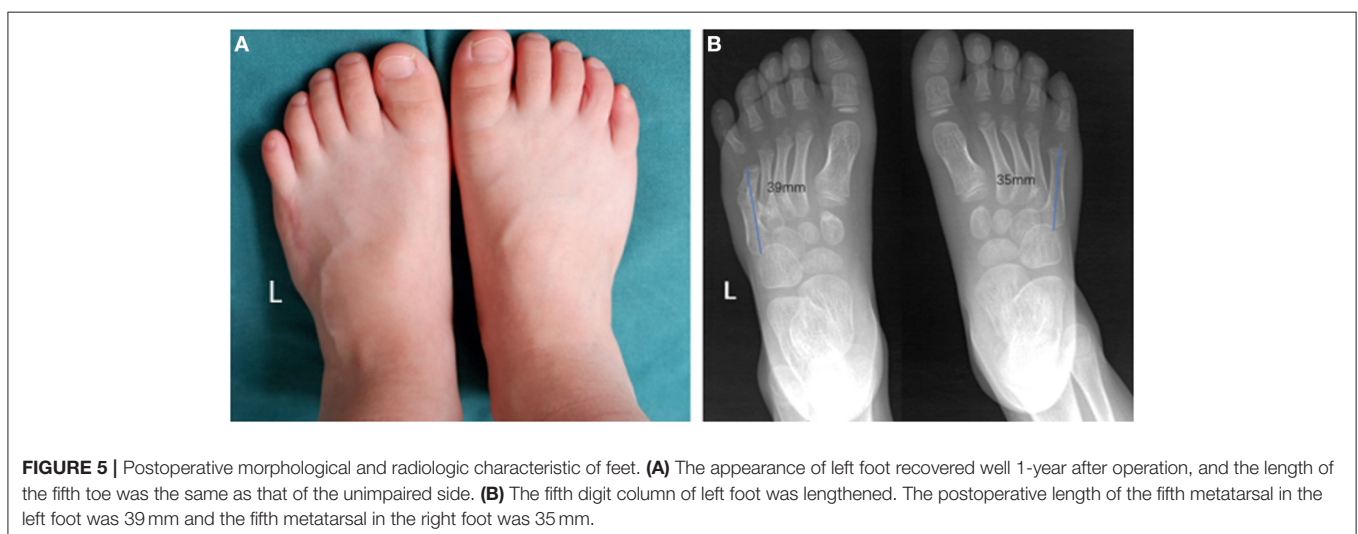 A
B
39mm
35mm
L
L
FIGURE 5 | Postoperative morphological and radiologic characteristic of feet. (A) The appearance of left foot recovered well 1-year after operation, and the length of
the fifth toe was the same as that of the unimpaired side. (B) The fifth digit column of left foot was lengthened. The postoperative length of the fifth metatarsal in the
left foot was 39 mm and the fifth metatarsal in the right foot was 35 mm.